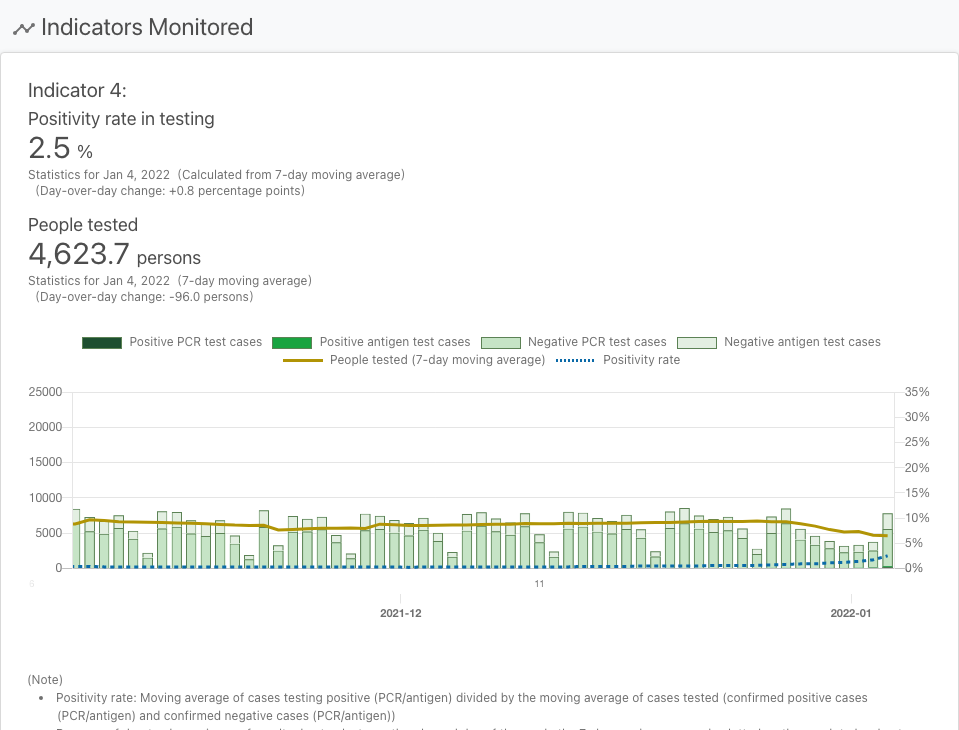 Indicators Monitored
Indicator 4:
Positivity rate in testing
2.5 %
Statistics for Jan 4, 2022 (Calculated from 7-day moving average)
(Day-over-day change: +0.8 percentage points)
People tested
4,623.7 persons
Statistics for Jan 4, 2022 (7-day moving average)
(Day-over-day change: -96.0 persons)
Positive PCR test cases Positive antigen test cases Negative PCR test cases Negative antigen test cases
People tested (7-day moving average) Positivity rate
25000 35%
30%
20000
25%
15000 20%
15%
10000
10%
5000 5%
0 0%
11
2021-12 2022-01
(Note)
• Positivity rate: Moving average of cases testing positive (PCR/antigen) divided by the moving average of cases tested (confirmed positive cases
(PCR/antigen) and confirmed negative cases (PCR/antigen))